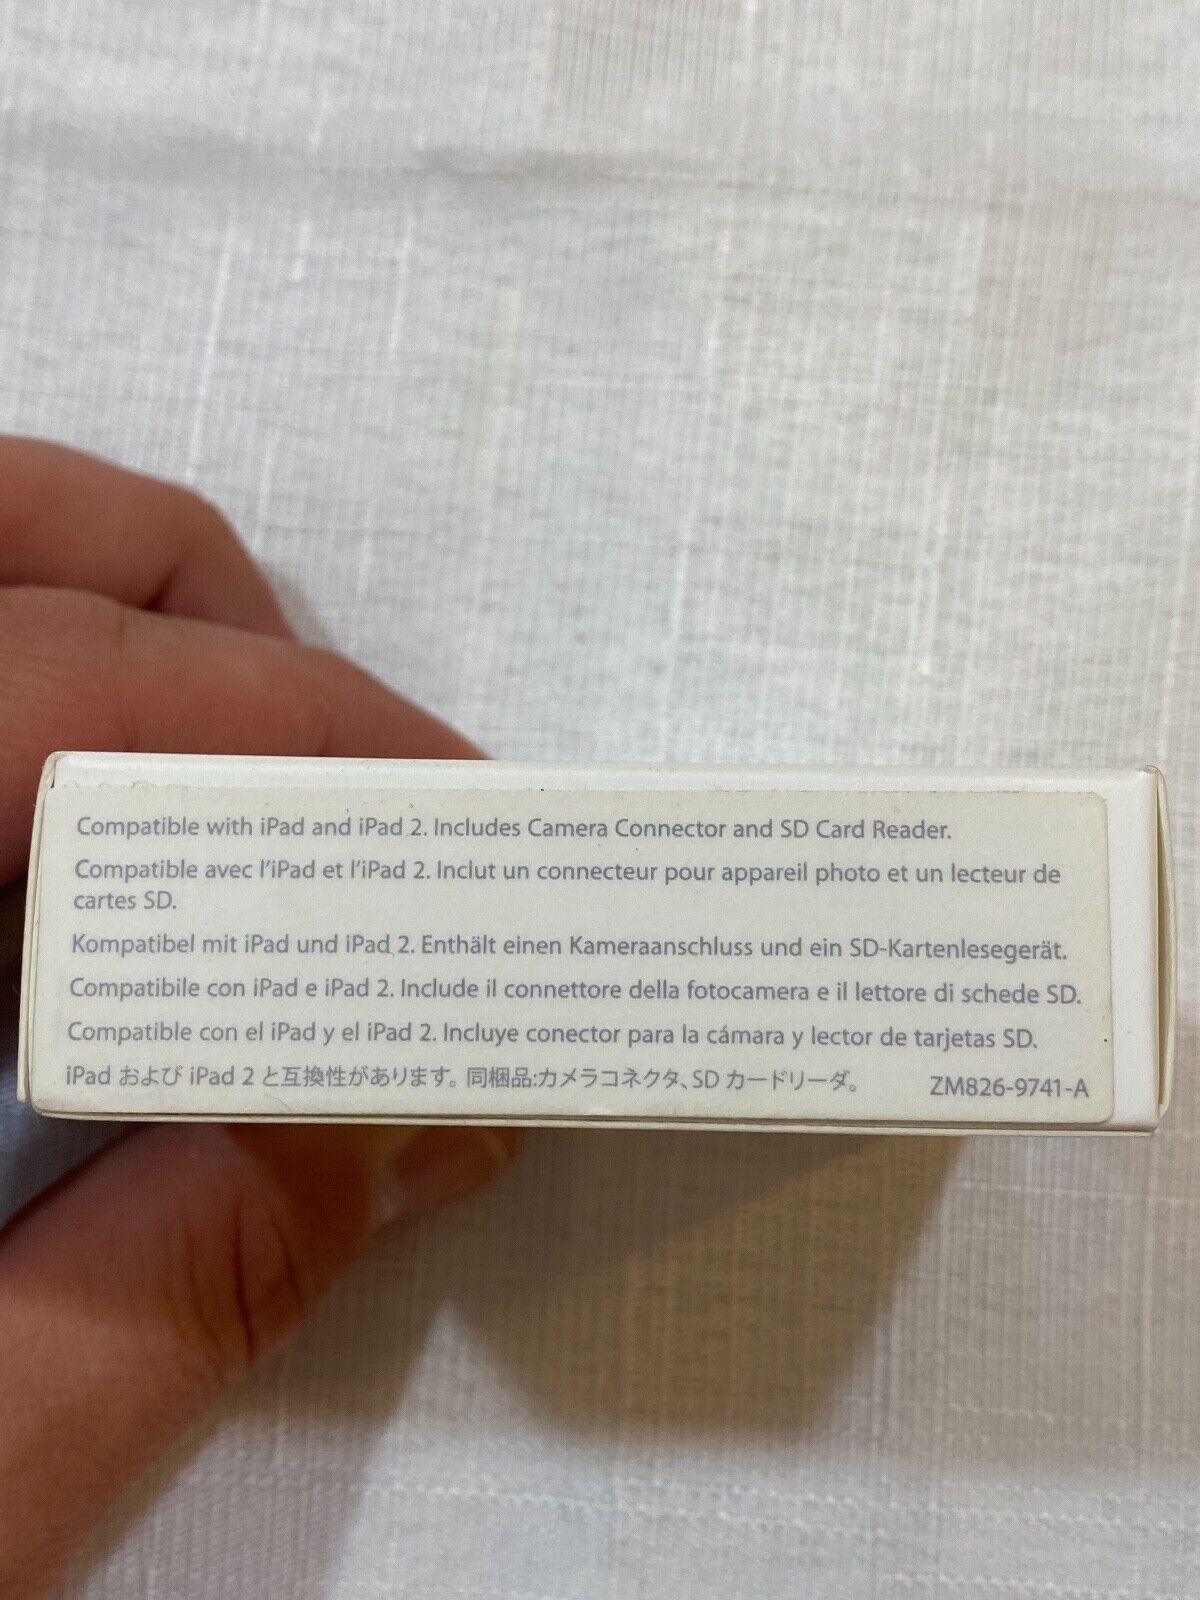 Compatible with iPad and iPad 2. Includes Camera Connector and SD Card Reader.
Compatible avec l'iPad et l'iPad 2. Inclut un connecteur pour appareil photo et un lecteur de
cartes SD.
Kompatibel mit iPad und iPad 2. Enthält einen Kameraanschluss und ein SD-Kartenlesegerät.
Compatibile con iPad e iPad 2. Include il connettore della fotocamera e il lettore di schede SD.
Compatible con el iPad y el iPad 2. Incluye conector para la cámara y lector de tarjetas SD.
iPad および iPad 2 と互換性があります。同梱品:カメラコネクタ、SD カードリーダ。 ZM826-9741-A